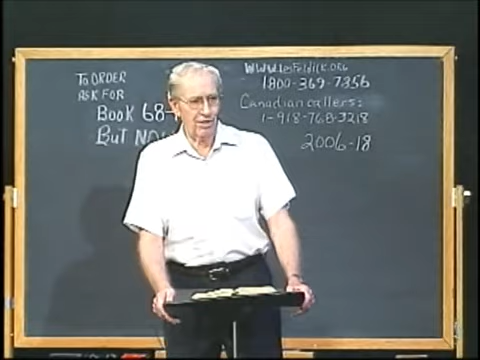 TO ORDER
ASK FOR
BOOK 68-
BUT NOW
www.LesFeldick.ORG
1800-369-7856
Canadian callers:
1-918-768-3218
2006-18